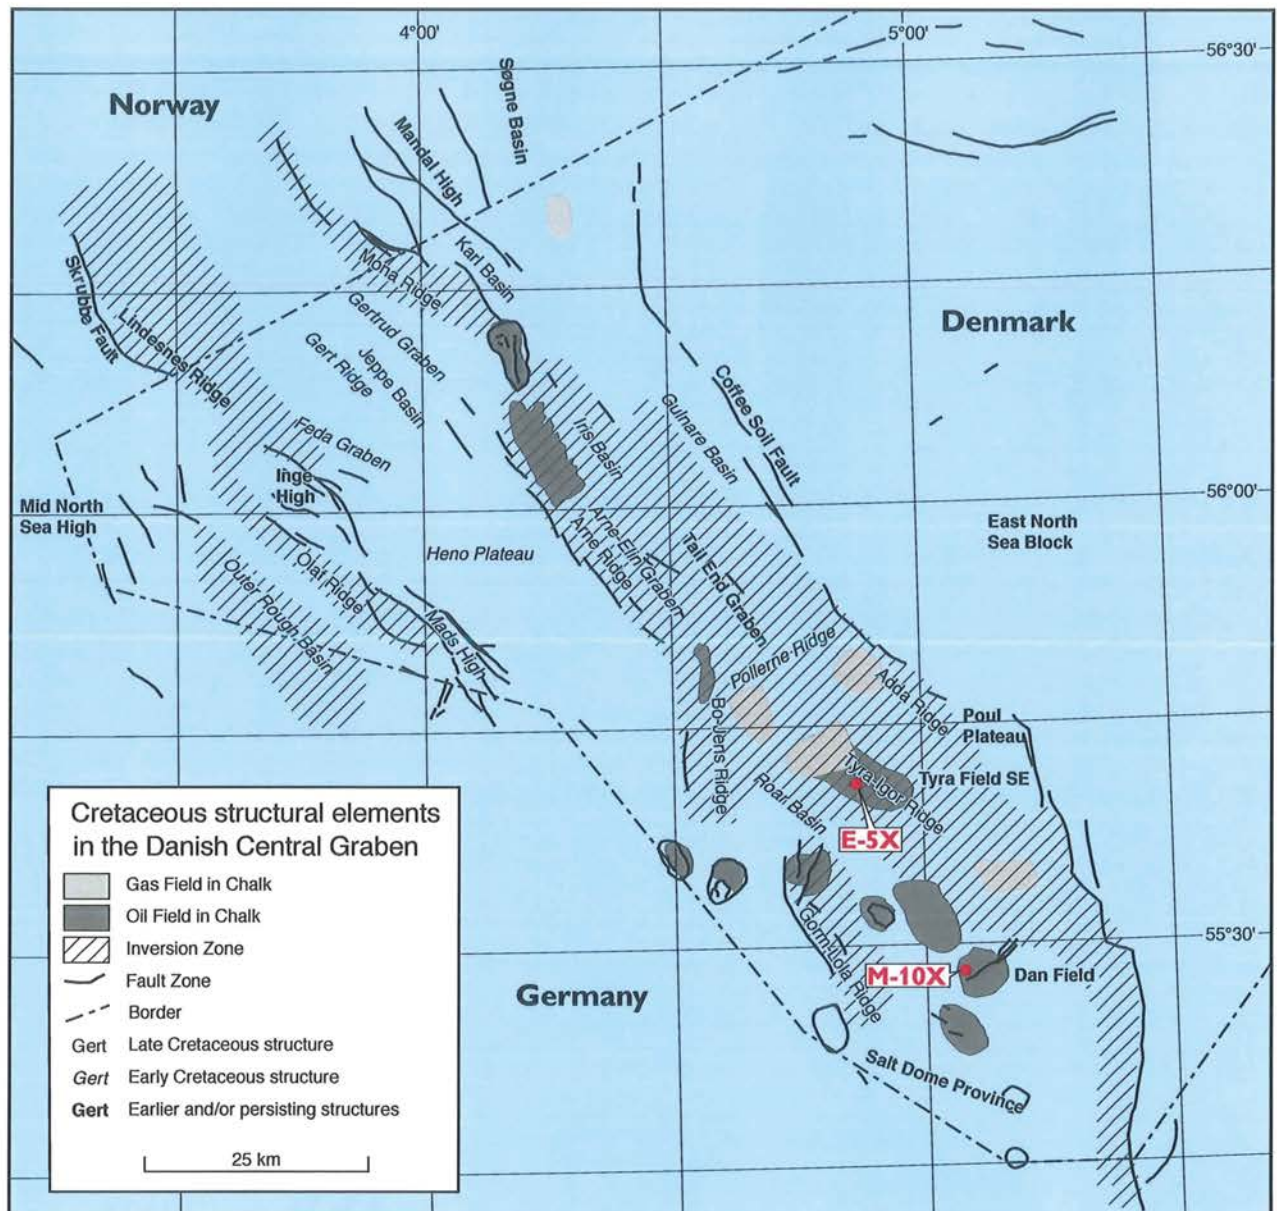 4°00'
5°00'
56°30'
Norway
Søgne Basin
Mandal High
Karl Basin
Mona Ridge
Skrubbe Fault
Lindesnes Ridge
Gertrud Graben
Gert Ridge
Jeppe Basin
Denmark
Coffee Soil Fault
Gulnare Basin
Iris Basin
Feda Graben
Inge
High
Mid North
Sea High
56°00'
East North
Sea Block
Heno Plateau
Arne-Elin Graben
Arne Ridge
Tail End Graben
Outer Rough Basin
Olaf Ridge
Mads High
Pollerne Ridge
Adda Ridge
Bo-Jens Ridge
Poul
Plateau
Tyra Field SE
Tyra-Igor Ridge
Roar Basin
E-5X
Gorm-Lola Ridge
55°30'
M-10X
Dan Field
Germany
Salt Dome Province
Cretaceous structural elements
in the Danish Central Graben
Gas Field in Chalk
Oil Field in Chalk
Inversion Zone
Fault Zone
Border
Gert Late Cretaceous structure
Gert Early Cretaceous structure
Gert Earlier and/or persisting structures
25 km